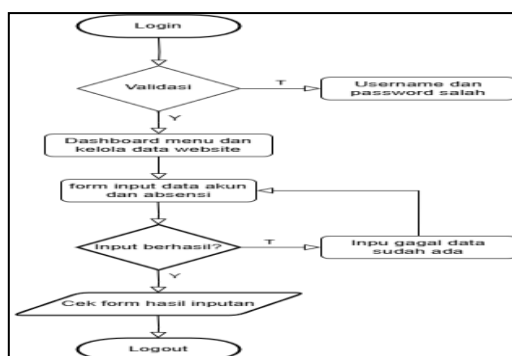 Login
Validasi
T
Username dan
password salah
Y
Dashboard menu dan
kelola data website
form input data akun
dan absensi
Input berhasil?
T
Inpu gagal data
sudah ada
Y
Cek form hasil inputan
Logout